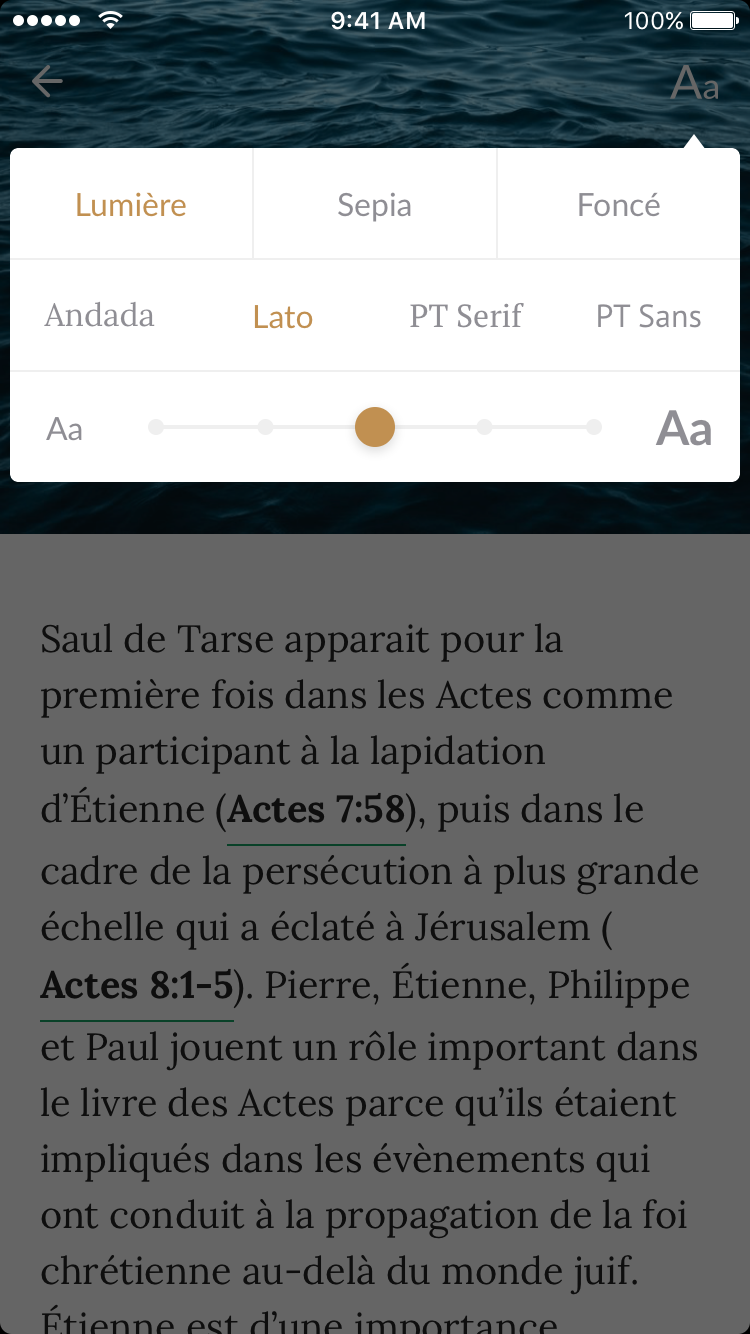 9:41 AM 100%
Aa
Lumière Sepia Foncé
Andada Lato PT Serif PT Sans
Aa Aa
Saul de Tarse apparait pour la
première fois dans les Actes comme
un participant à la lapidation
d’Étienne (Actes 7:58), puis dans le
cadre de la persécution à plus grande
échelle qui a éclaté à Jérusalem (
Actes 8:1-5). Pierre, Étienne, Philippe
et Paul jouent un rôle important dans
le livre des Actes parce qu’ils étaient
impliqués dans les évènements qui
ont conduit à la propagation de la foi
chrétienne au-delà du monde juif.
Étienne est d’une importance